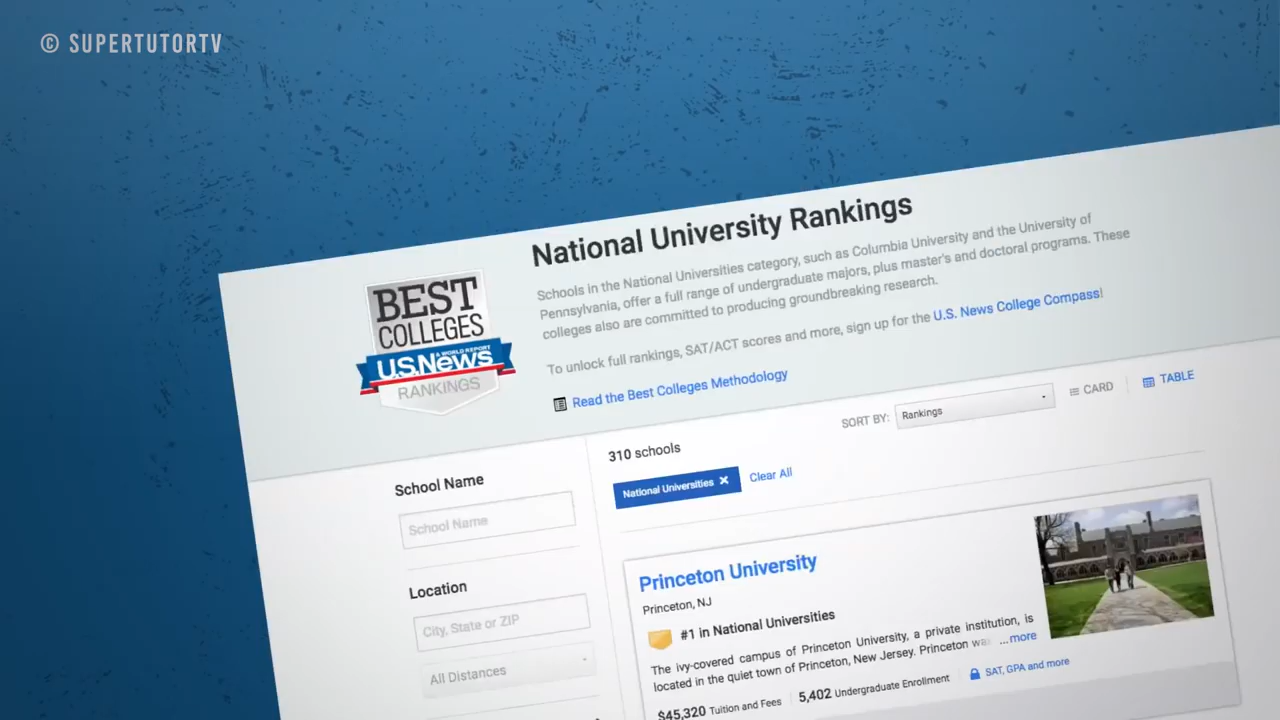 © SUPERTUTORTV
BEST
COLLEGES
U.S.News
& WORLD REPORT
RANKINGS
National University Rankings
Schools in the National Universities category, such as Columbia University and the University of
Pennsylvania, offer a full range of undergraduate majors, plus master's and doctoral programs. These
colleges also are committed to producing groundbreaking research.
To unlock full rankings, SAT/ACT scores and more, sign up for the U.S. News College Compass!
Read the Best Colleges Methodology
SORT BY: Rankings CARD TABLE
310 schools
National Universities × Clear All
School Name
School Name
Location
City, State or ZIP
All Distances
Princeton University
Princeton, NJ
#1 in National Universities
The ivy-covered campus of Princeton University, a private institution, is
located in the quiet town of Princeton, New Jersey. Princeton wa ...more
$45,320 Tuition and Fees 5,402 Undergraduate Enrollment SAT, GPA and more